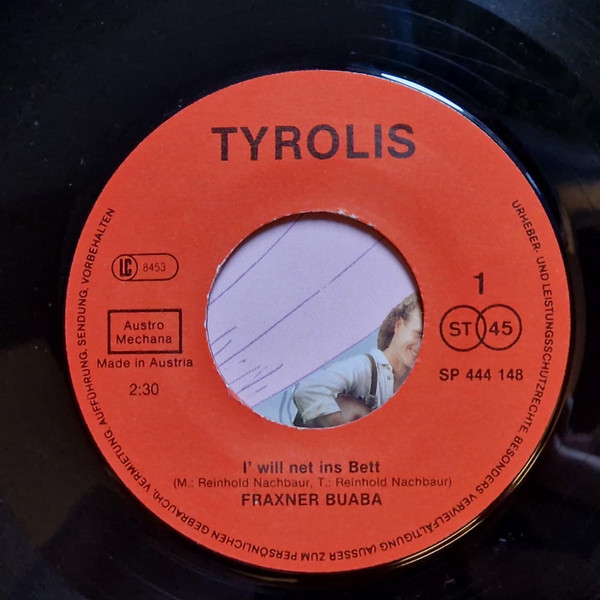 TYROLIS
LC 8453
Austro
Mechana
Made in Austria
2:30
1
ST 45
SP 444 148
I' will net ins Bett
(M.: Reinhold Nachbaur, T.: Reinhold Nachbaur)
FRAXNER BUABA
URHEBER- UND LEISTUNGSSCHUTZRECHTE BESONDERS VERVIELFÄLTIGUNG (AUSSER ZUM PERSÖNLICHEN GEBRAUCH), VERMIETUNG, AUFFÜHRUNG, SENDUNG, VORBEHALTEN